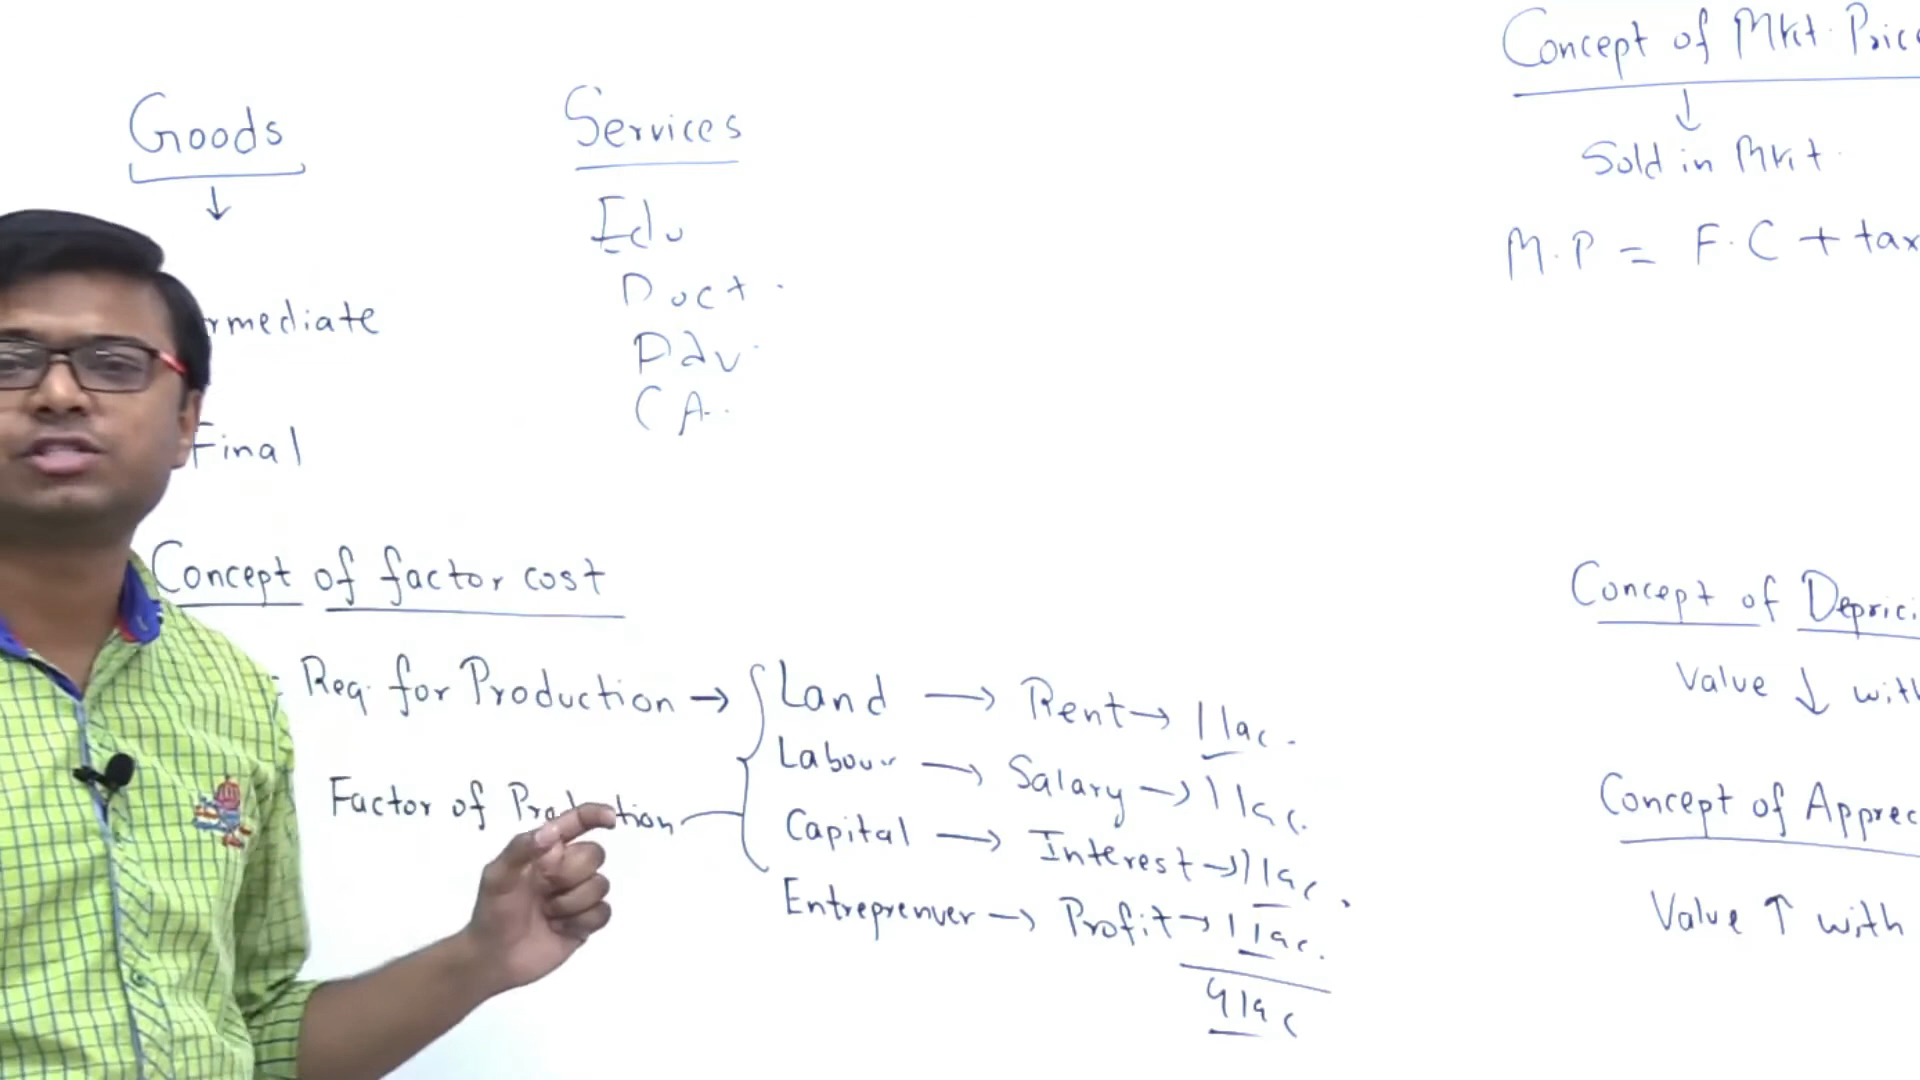 Goods
rmediate
Final
Services
Edu
Doct.
Adv.
CA.
Concept of Mkt. Price
Sold in Mkt.
M.P = F.C + tax
Concept of factor cost
Req. for Production → Land → Rent → 1 lac.
Labour → Salary → 1 lac.
Factor of Production Capital → Interest → 1 lac.
Entreprenuer → Profit → 1 lac.
4 lac
Concept of Deprici
Value ↓ with
Concept of Apprec
Value ↑ with